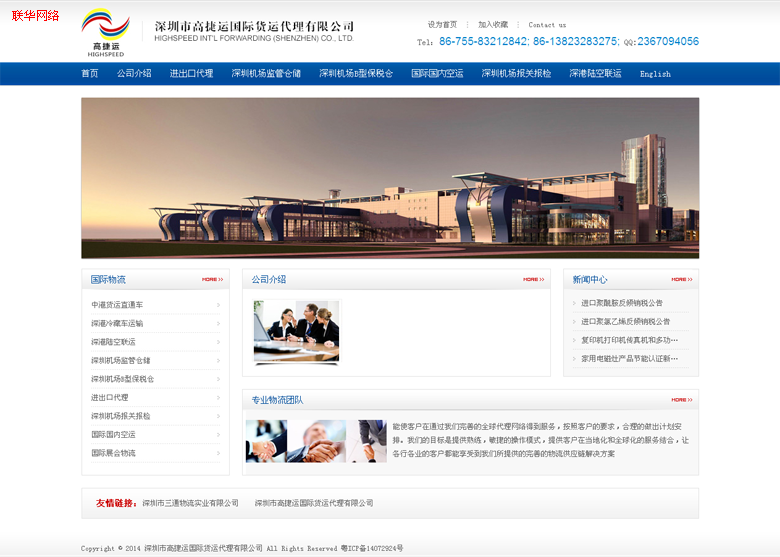 联华网络
高捷运
HIGHSPEED
深圳市高捷运国际货运代理有限公司
HIGHSPEED INT'L FORWARDING (SHENZHEN) CO., LTD.
设为首页 ⋮ 加入收藏 ⋮ Contact us
Tel: 86-755-83212842; 86-13823283275; QQ:2367094056
首页 公司介绍 进出口代理 深圳机场监管仓储 深圳机场B型保税仓 国际国内空运 深圳机场报关报检 深港陆空联运 English
国际物流 MORE >>
中港货运直通车
深港冷藏车运输
深港陆空联运
深圳机场监管仓储
深圳机场B型保税仓
进出口代理
深圳机场报关报检
国际国内空运
国际展会物流
公司介绍 MORE >>
新闻中心 MORE >>
进口聚酰胺反倾销税公告
进口聚氯乙烯反倾销税公告
复印机打印机传真机和多功…
家用电磁灶产品节能认证新…
专业物流团队 MORE >>
能使客户在通过我们完善的全球代理网络得到服务，按照客户的要求，合理的做出计划安
排。我们的目标是提供熟练，敏捷的操作模式，提供客户在当地化和全球化的服务结合，让
各行各业的客户都能享受到我们所提供的完善的物流供应链解决方案
友情链接： 深圳市三通物流实业有限公司 深圳市高捷运国际货运代理有限公司
Copyright © 2014 深圳市高捷运国际货运代理有限公司 All Rights Reserved 粤ICP备14072924号